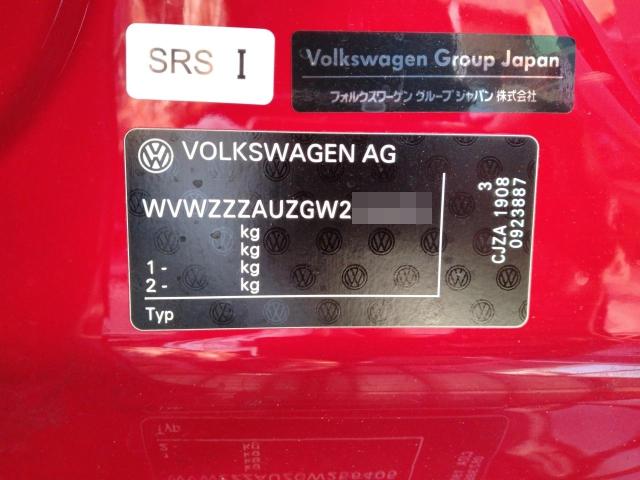 SRS I
Volkswagen Group Japan
フォルクスワーゲン グループ ジャパン 株式会社
VOLKSWAGEN AG
WVWZZZAUZGW2
kg
kg
1 - kg
2 - kg
Typ
3
CJZA 1908
0923887